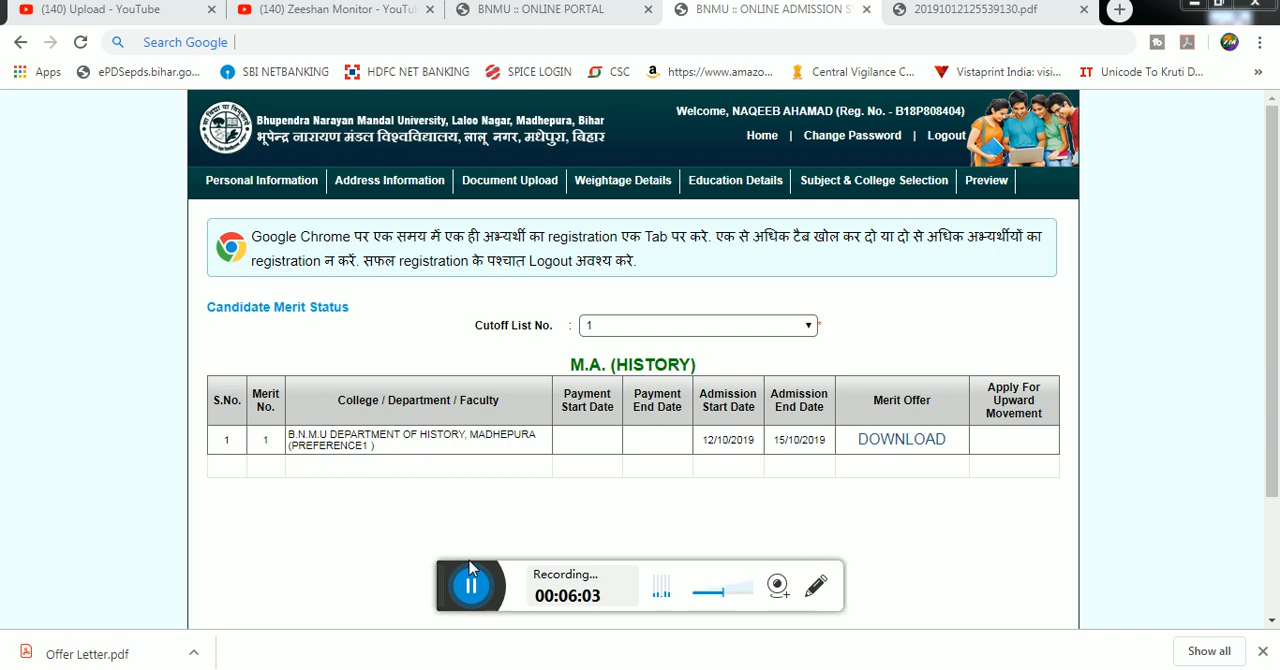 (140) Upload - YouTube
(140) Zeeshan Monitor - YouTu
BNMU :: ONLINE PORTAL
BNMU :: ONLINE ADMISSION S
20191012125539130.pdf
Search Google
Apps
ePDSepds.bihar.go...
SBI NETBANKING
HDFC NET BANKING
SPICE LOGIN
CSC
https://www.amazo...
Central Vigilance C...
Vistaprint India: visi...
Unicode To Kruti D...
»
Bhupendra Narayan Mandal University, Laloo Nagar, Madhepura, Bihar
भूपेन्द्र नारायण मंडल विश्वविद्यालय, लालू नगर, मधेपुरा, बिहार
Welcome, NAQEEB AHAMAD (Reg. No. - B18P808404)
Home | Change Password | Logout
Personal Information | Address Information | Document Upload | Weightage Details | Education Details | Subject & College Selection | Preview
Google Chrome पर एक समय में एक ही अभ्यर्थी का registration एक Tab पर करे. एक से अधिक टैब खोल कर दो या दो से अधिक अभ्यर्थीयों का
registration न करें. सफल registration के पश्चात Logout अवश्य करे.
Candidate Merit Status
Cutoff List No. : 1 *
M.A. (HISTORY)
S.No.
Merit
No.
College / Department / Faculty
Payment
Start Date
Payment
End Date
Admission
Start Date
Admission
End Date
Merit Offer
Apply For
Upward
Movement
1
1
B.N.M.U DEPARTMENT OF HISTORY, MADHEPURA
(PREFERENCE1 )
12/10/2019
15/10/2019
DOWNLOAD
Recording...
00:06:03
Offer Letter.pdf
Show all